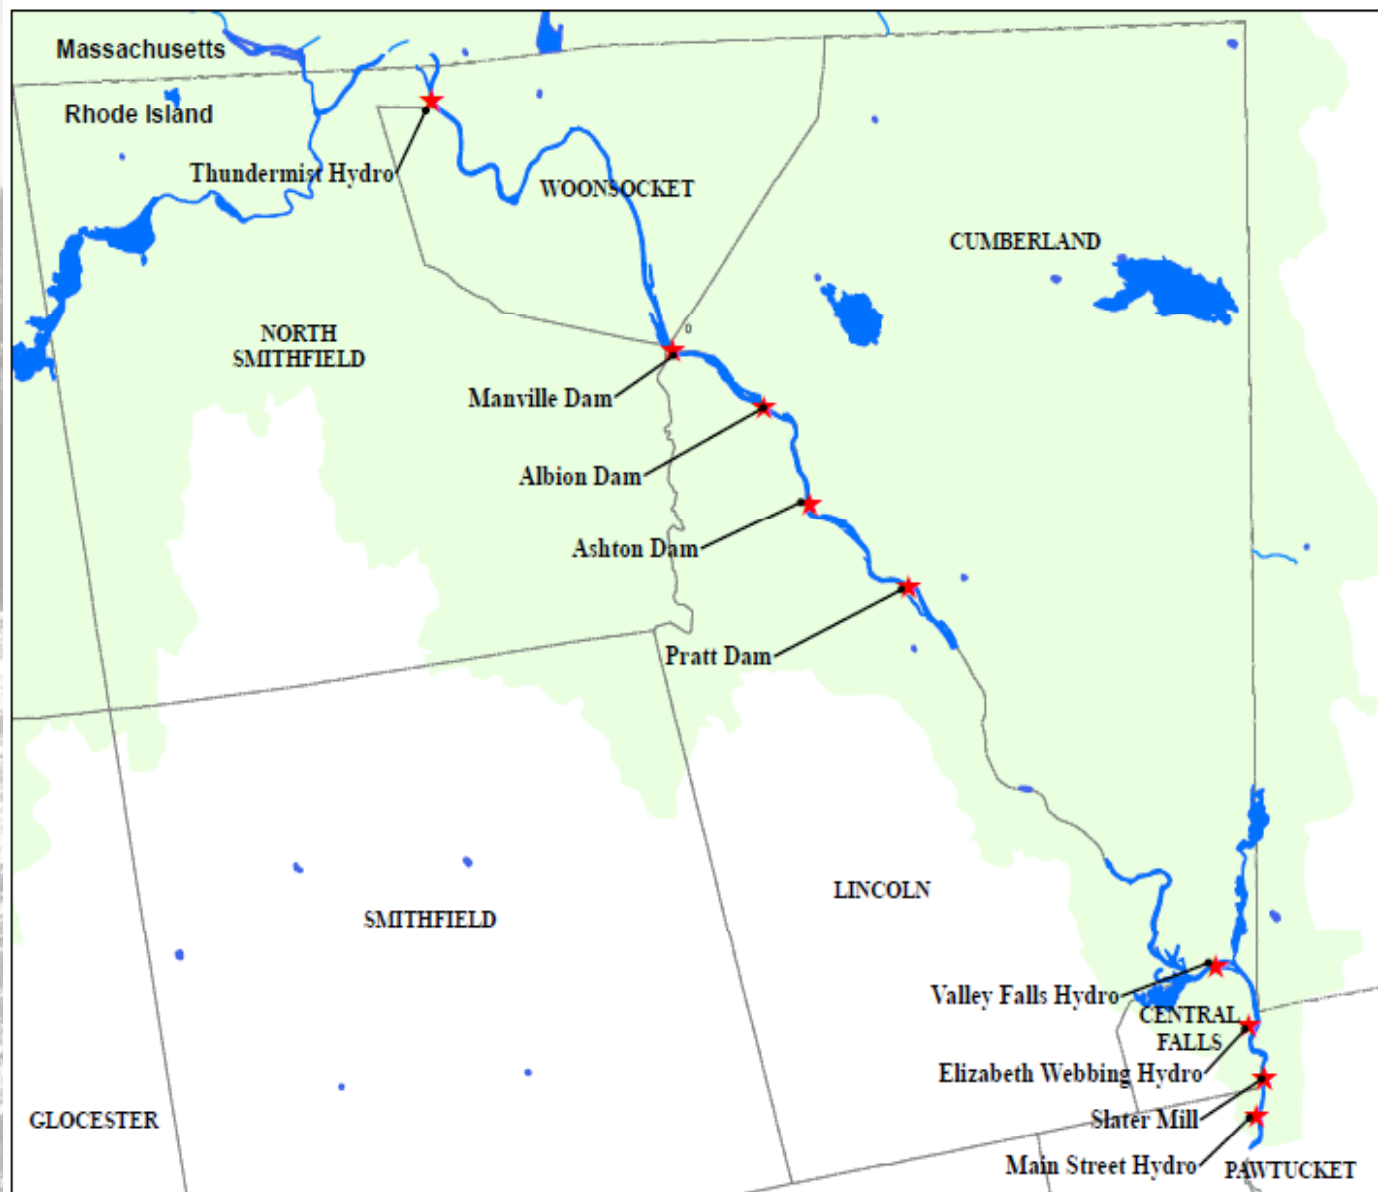 Massachusetts
Rhode Island
Thundermist Hydro
WOONSOCKET
CUMBERLAND
NORTH
SMITHFIELD
0
Manville Dam
Albion Dam
Ashton Dam
Pratt Dam
LINCOLN
SMITHFIELD
Valley Falls Hydro
CENTRAL
FALLS
Elizabeth Webbing Hydro
GLOCESTER
Slater Mill
Main Street Hydro
PAWTUCKET